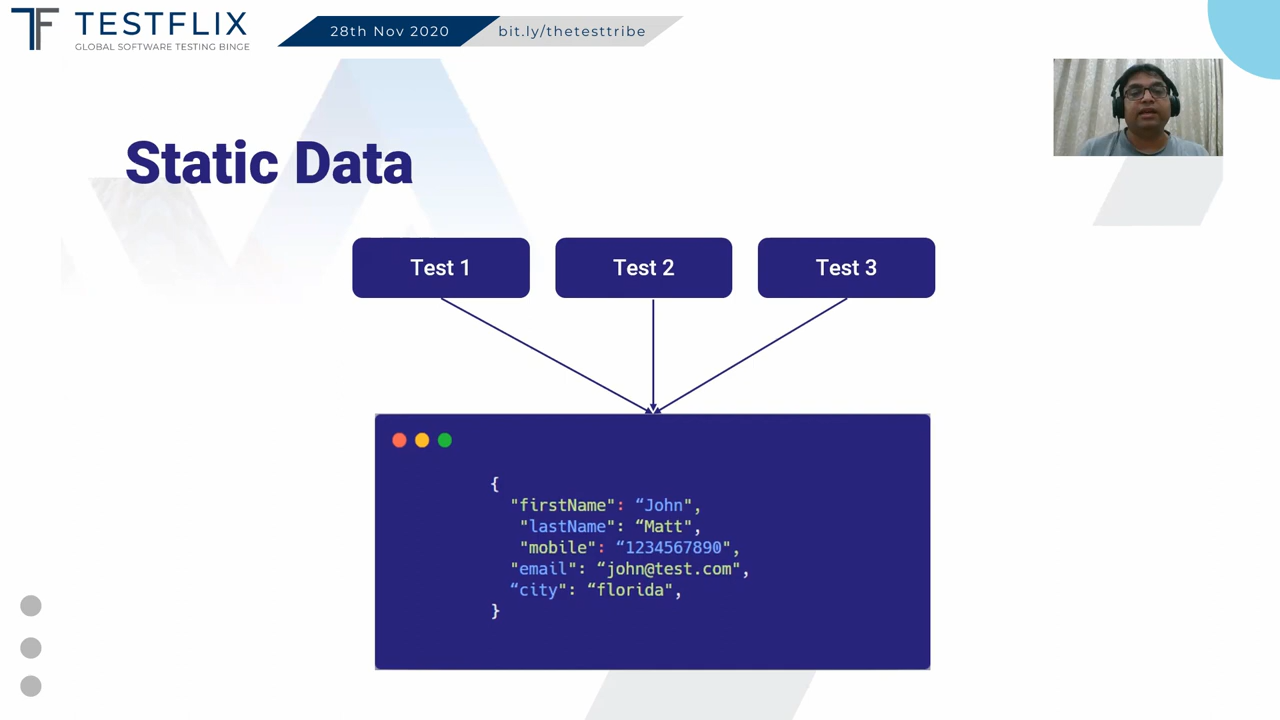 TESTFLIX
GLOBAL SOFTWARE TESTING BINGE
28th Nov 2020
bit.ly/thetesttribe
Static Data
Test 1
Test 2
Test 3
{
"firstName": “John",
"lastName": “Matt",
"mobile": “1234567890",
"email": “john@test.com",
“city": “florida",
}